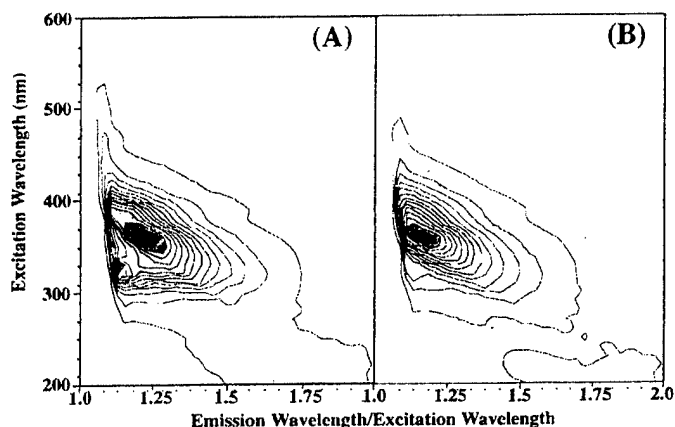 (A)
(B)
Excitation Wavelength (nm)
600
500
400
300
200
1.0 1.25 1.5 1.75 1.0 1.25 1.5 1.75 2.0
Emission Wavelength/Excitation Wavelength